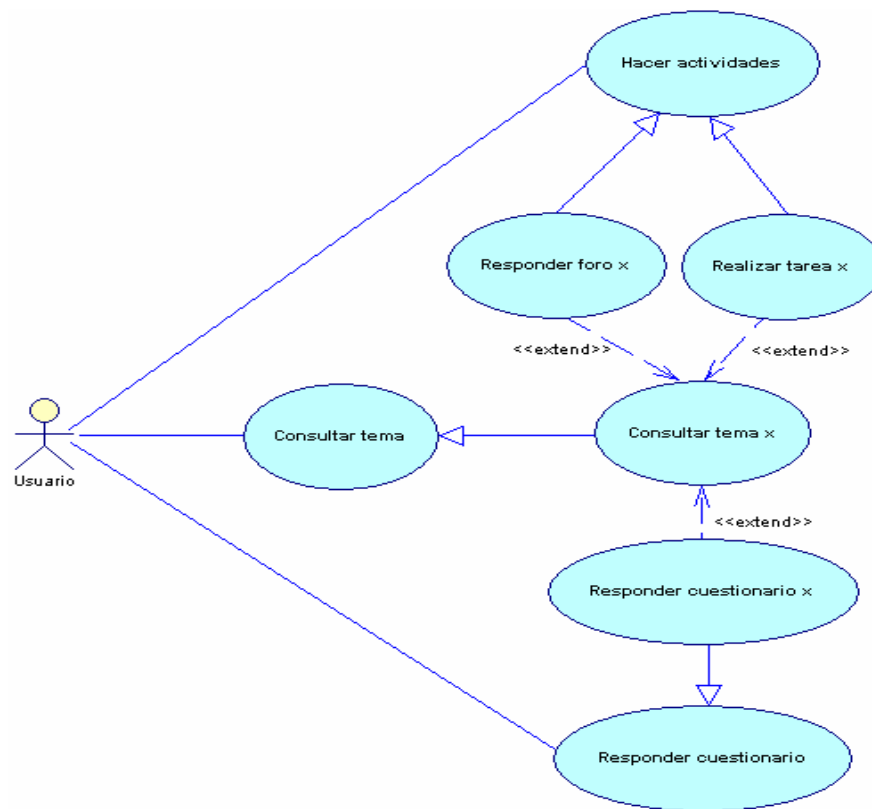 Hacer actividades
Responder foro x
Realizar tarea x
<<extend>>
<<extend>>
Consultar tema
Consultar tema x
Usuario
<<extend>>
Responder cuestionario x
Responder cuestionario